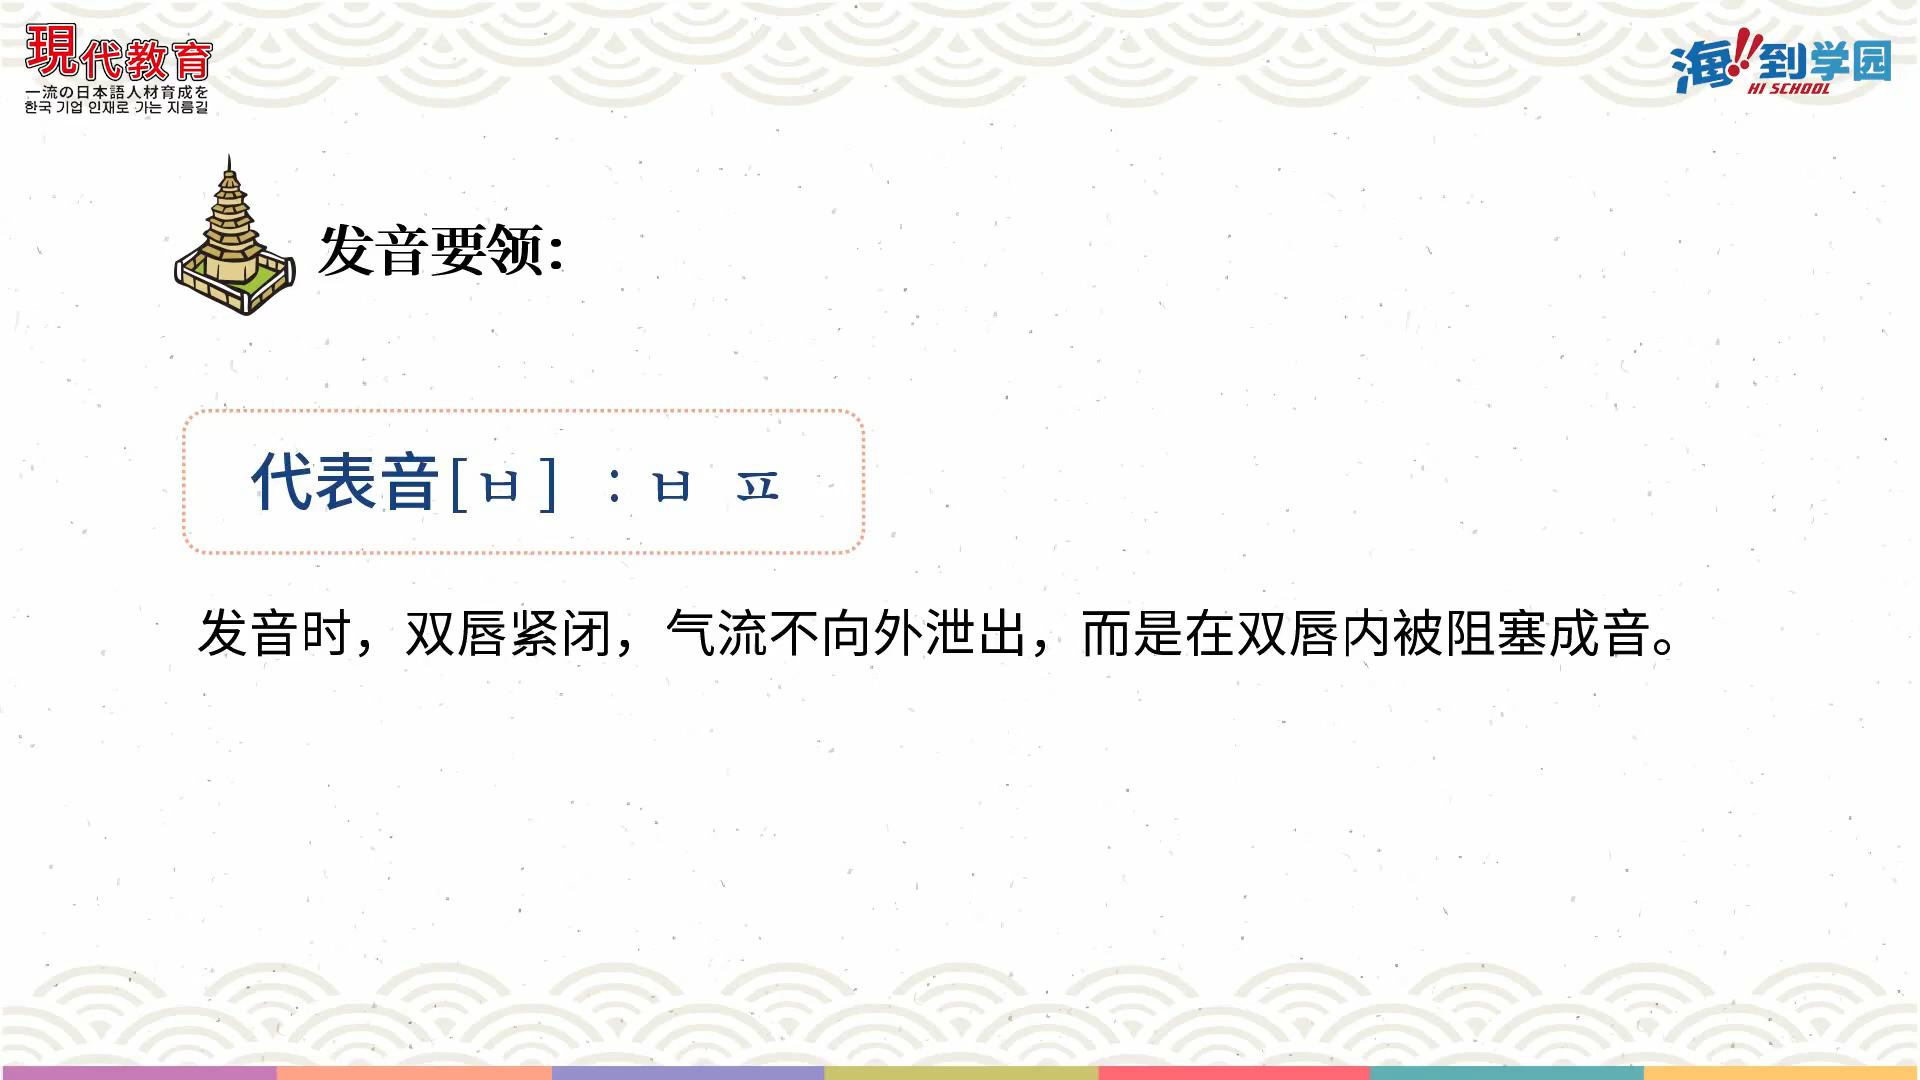 現代教育
一流の日本語人材育成を
한국 기업 인재로 가는 지름길
海!!到学园
HI SCHOOL
发音要领：
代表音[ㅂ] ：ㅂ ㅍ
发音时，双唇紧闭，气流不向外泄出，而是在双唇内被阻塞成音。